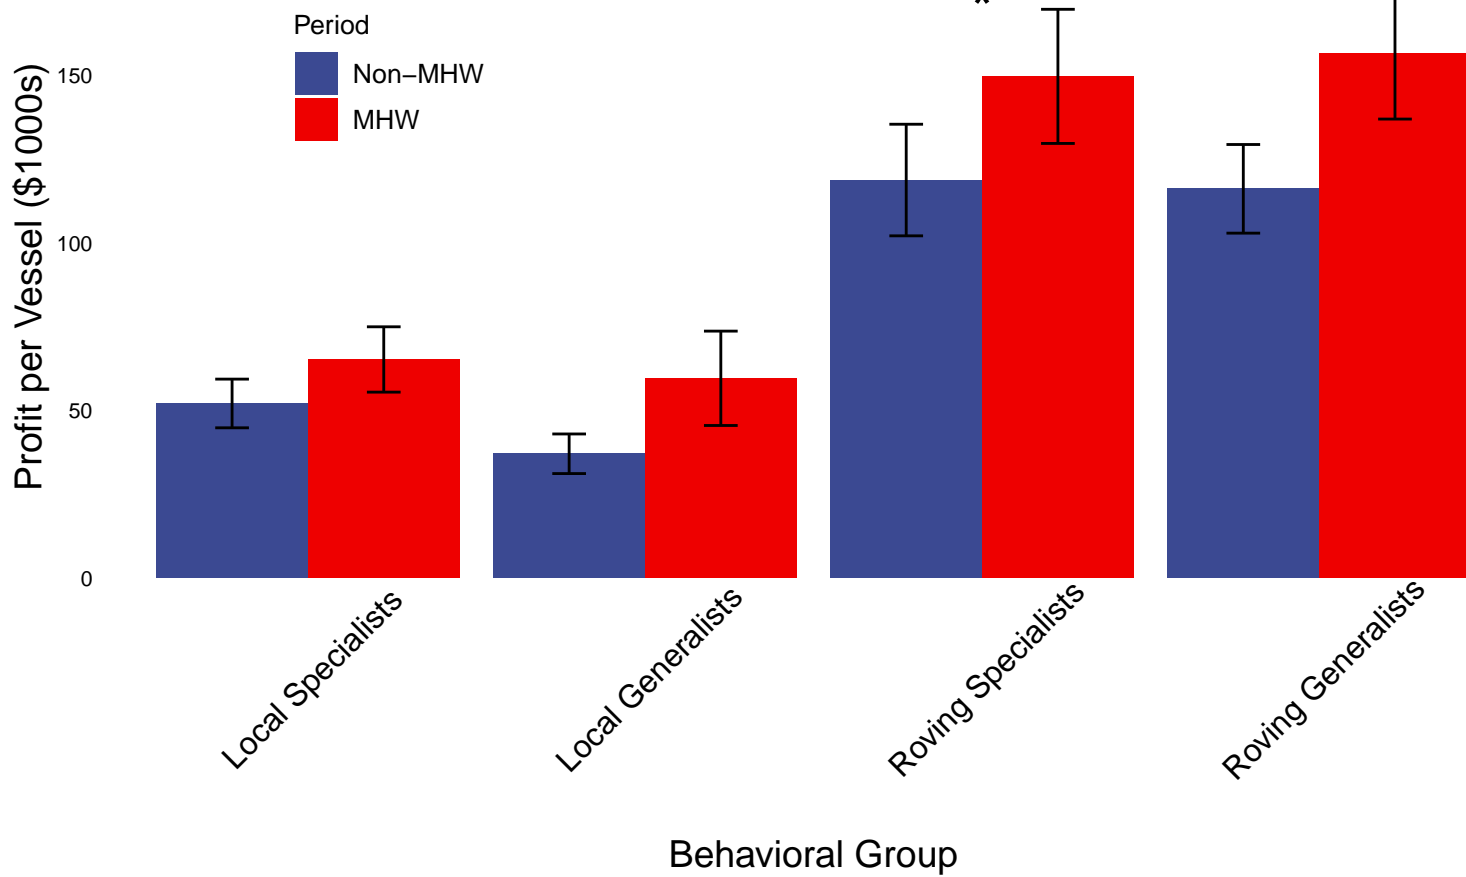 *
Period
Non−MHW
MHW
Profit per Vessel ($1000s)
150
100
50
0
Local Specialists
Local Generalists
Roving Specialists
Roving Generalists
Behavioral Group